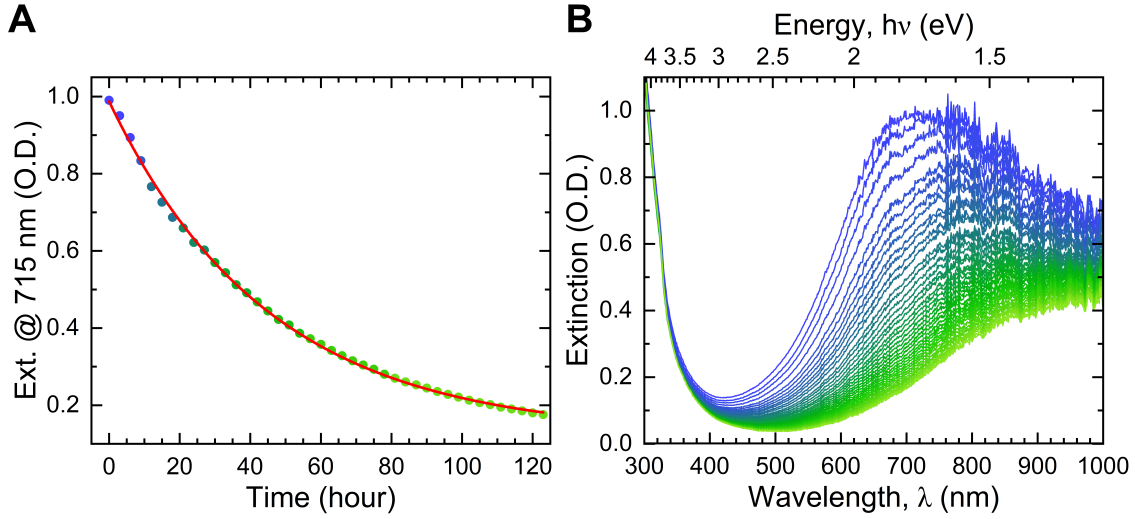 A
Ext. @ 715 nm (O.D.)
1.0
0.8
0.6
0.4
0.2
0 20 40 60 80 100 120
Time (hour)
B
Energy, hν (eV)
4 3.5 3 2.5 2 1.5
Extinction (O.D.)
1.0
0.8
0.6
0.4
0.2
0.0
300 400 500 600 700 800 900 1000
Wavelength, λ (nm)